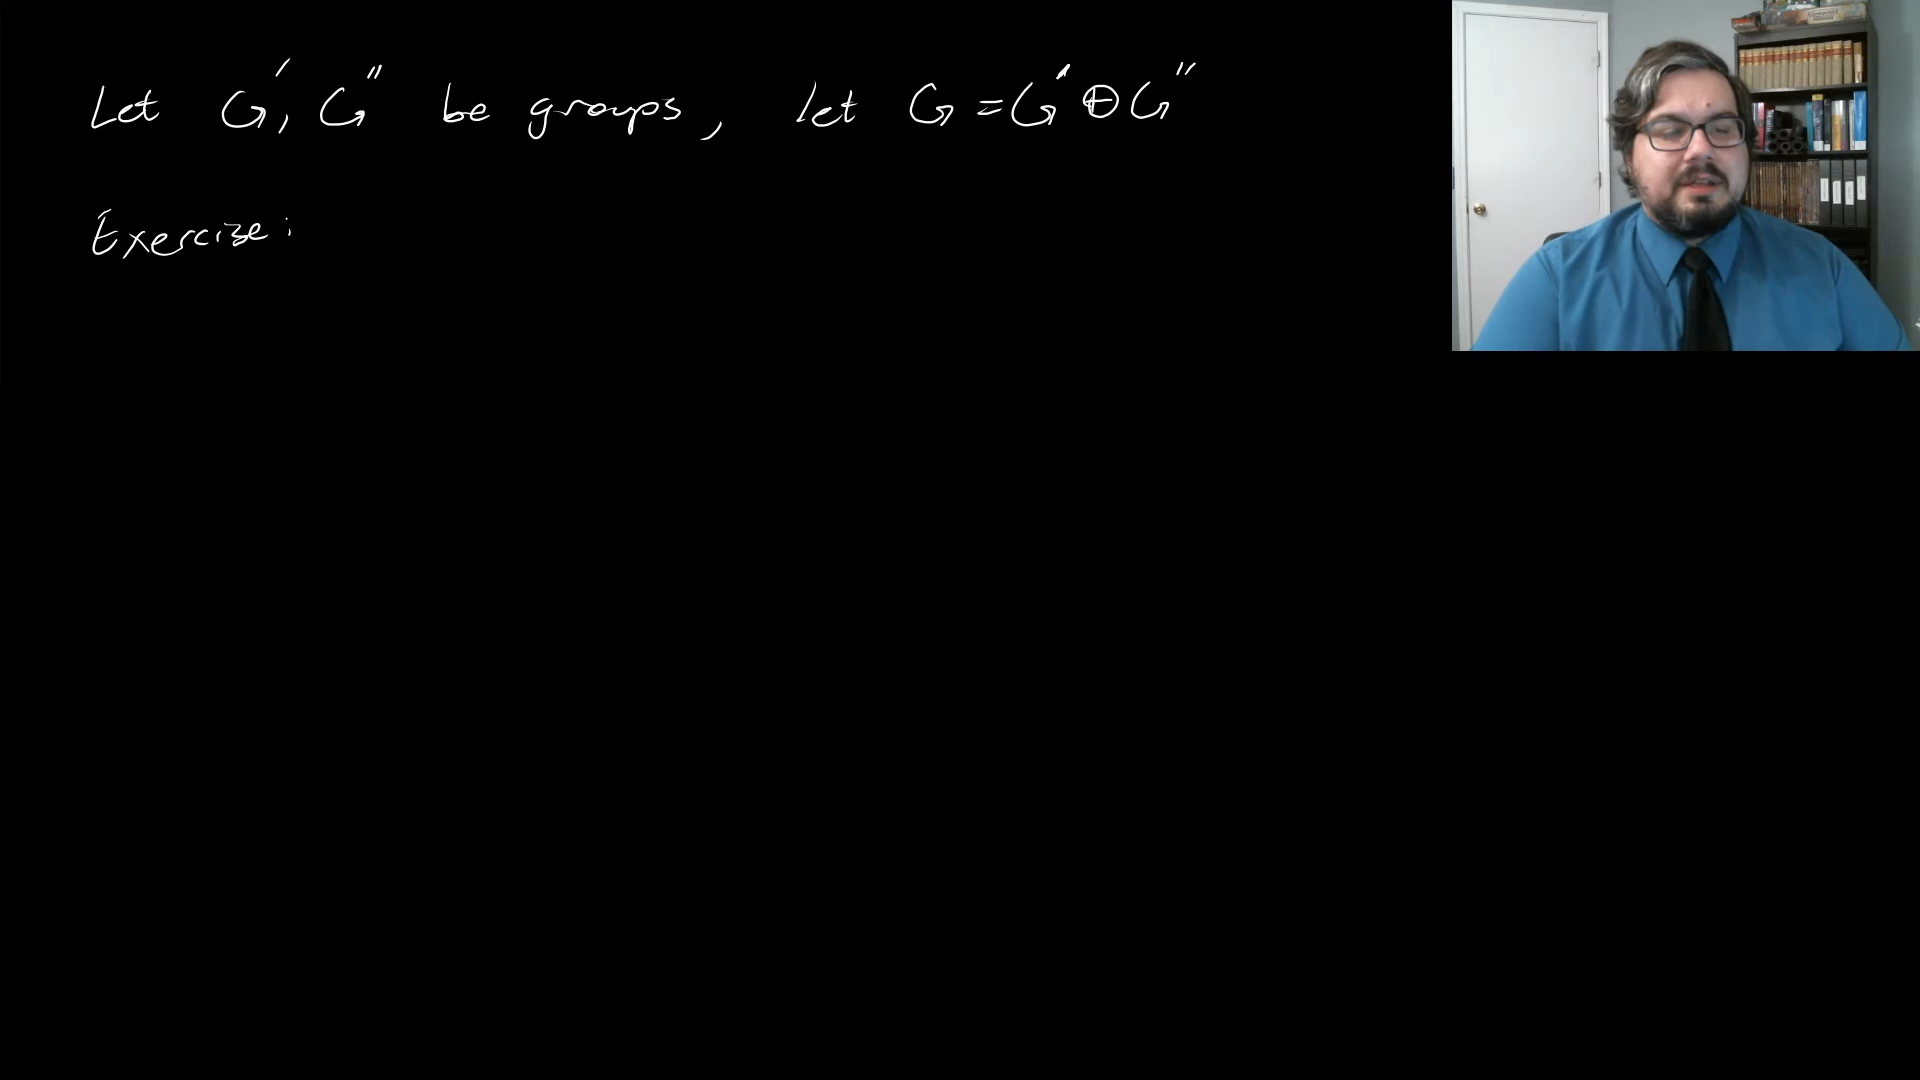 Let G', G'' be groups, let G = G' ⊕ G''
Exercise: